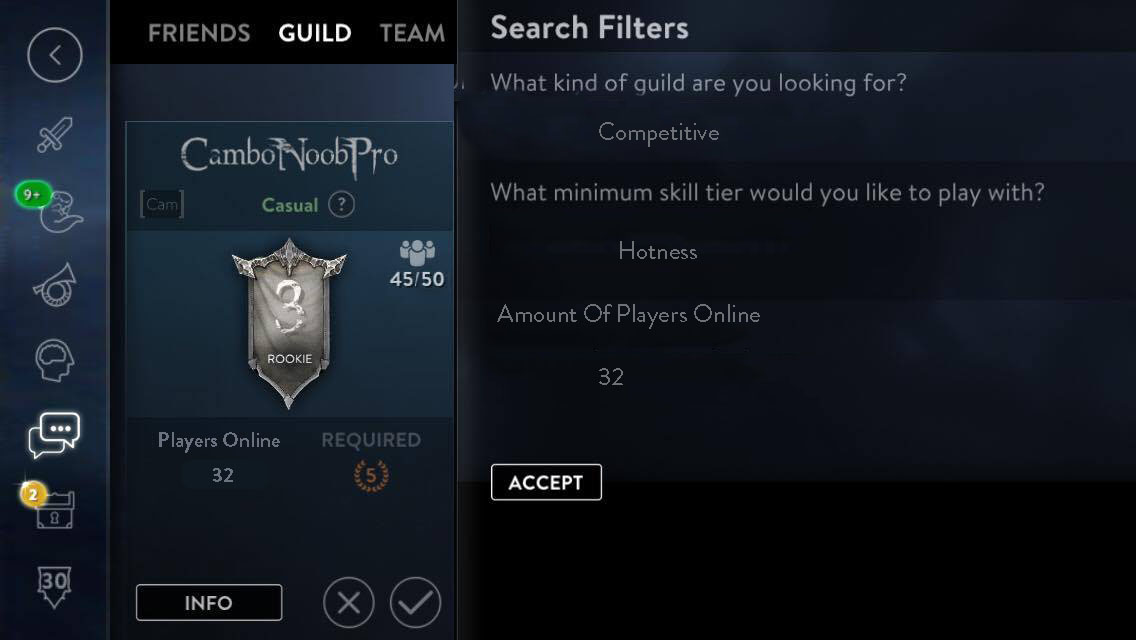 FRIENDS GUILD TEAM
CamboNoobPro
[Cam] Casual ?
45/50
3
ROOKIE
Players Online REQUIRED
32 5
INFO
9+
2
30
Search Filters
What kind of guild are you looking for?
Competitive
What minimum skill tier would you like to play with?
Hotness
Amount Of Players Online
32
ACCEPT